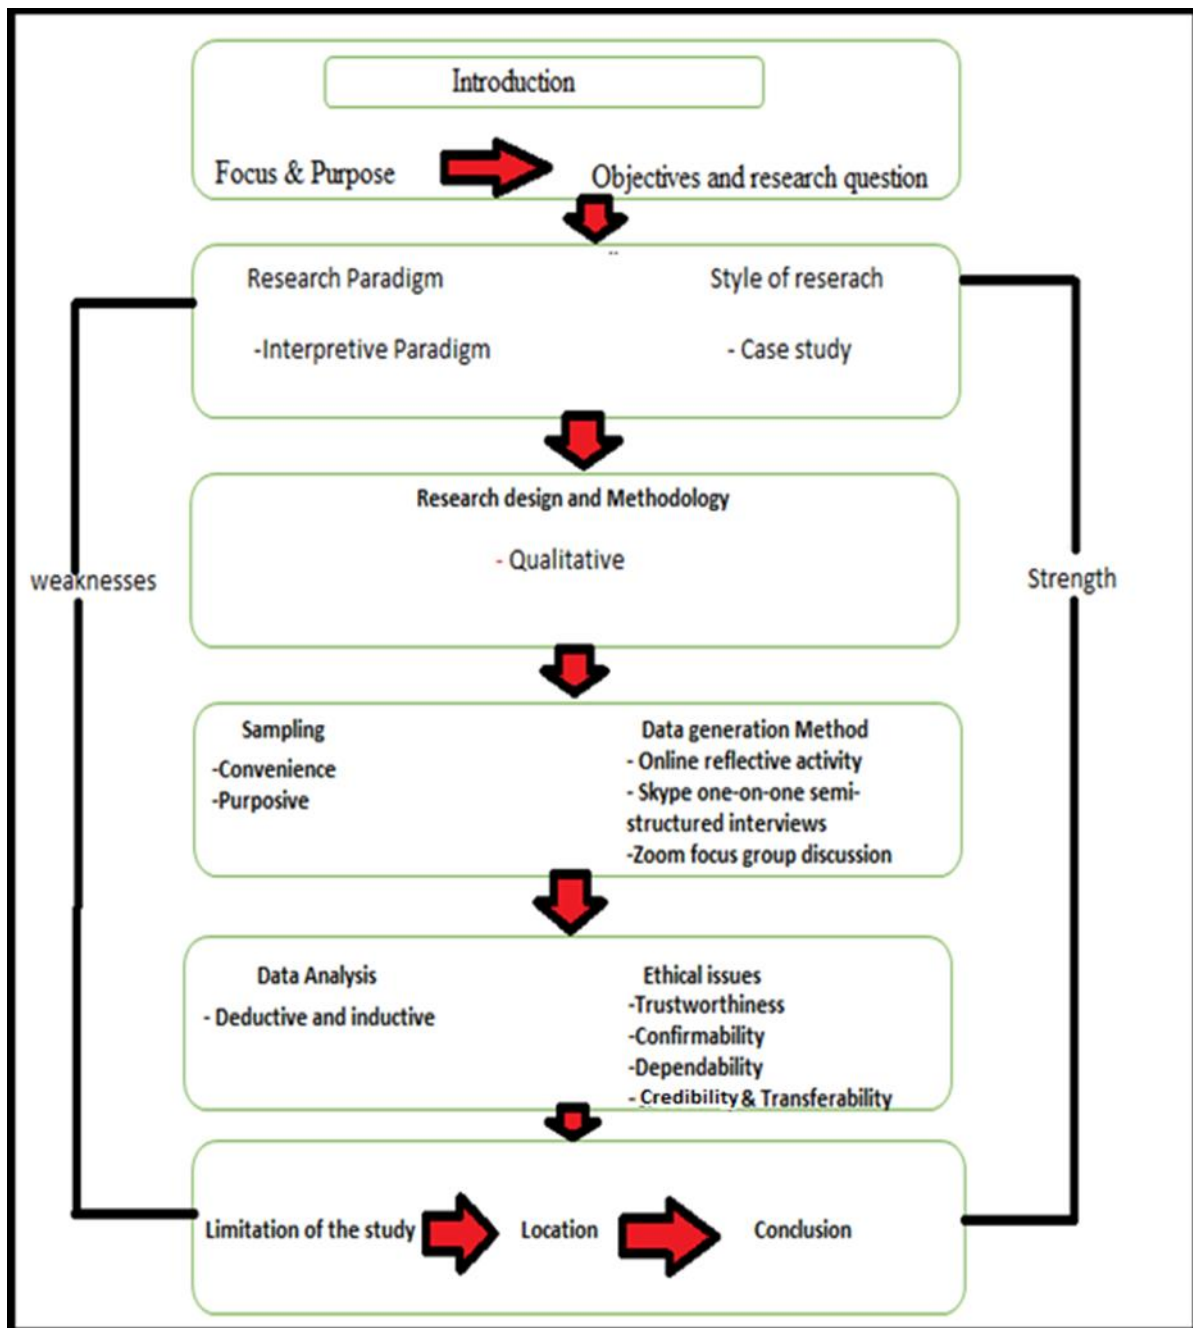 Introduction
Focus & Purpose
Objectives and research question
Research Paradigm
-Interpretive Paradigm
Style of reserach
- Case study
Research design and Methodology
- Qualitative
weaknesses
Strength
Sampling
-Convenience
-Purposive
Data generation Method
- Online reflective activity
- Skype one-on-one semi-
structured interviews
-Zoom focus group discussion
Data Analysis
- Deductive and inductive
Ethical issues
-Trustworthiness
-Confirmability
-Dependability
-Credibility & Transferability
Limitation of the study
Location
Conclusion